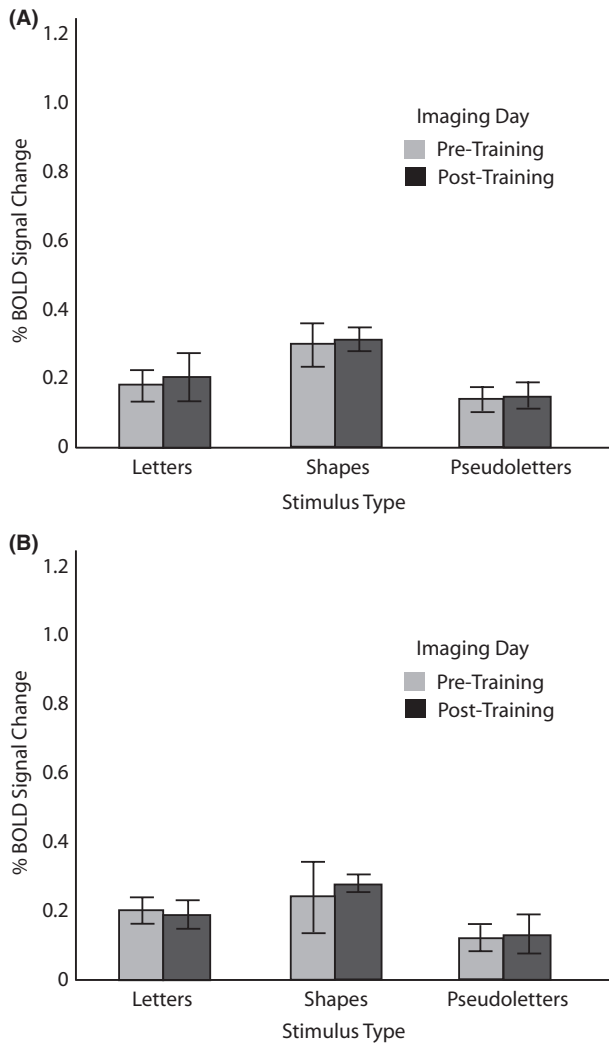 (A)
1.2
1.0
0.8
0.6
0.4
0.2
0
% BOLD Signal Change
Imaging Day
Pre-Training
Post-Training
Letters Shapes Pseudoletters
Stimulus Type
(B)
1.2
1.0
0.8
0.6
0.4
0.2
0
% BOLD Signal Change
Imaging Day
Pre-Training
Post-Training
Letters Shapes Pseudoletters
Stimulus Type